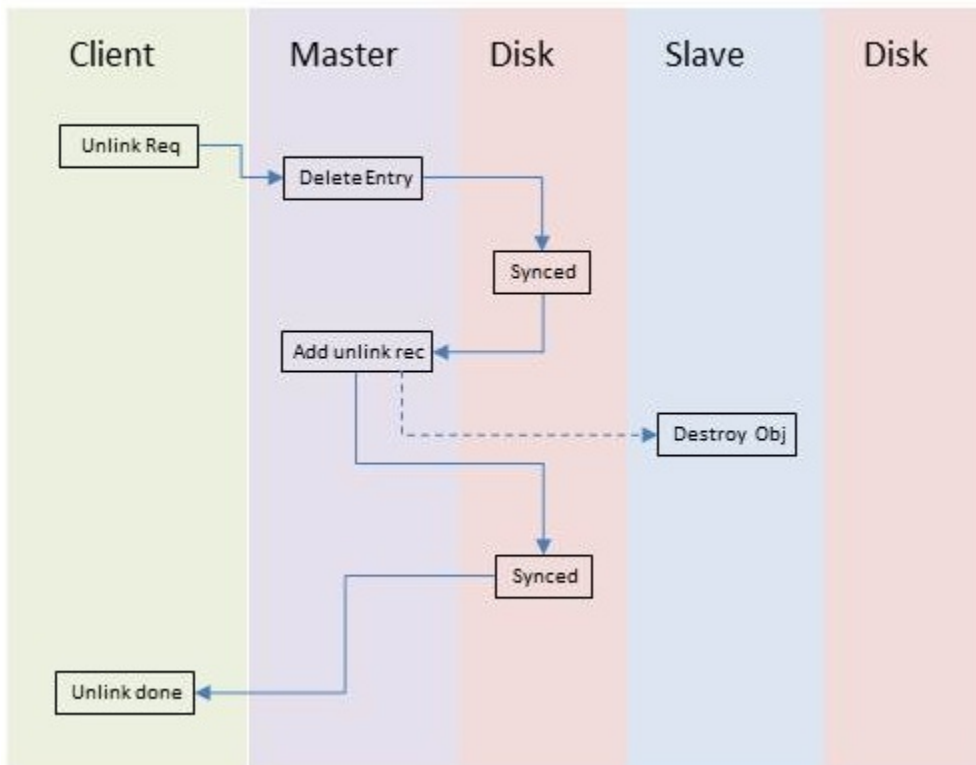 Client
Master
Disk
Slave
Disk
Unlink Req
Delete Entry
Synced
Add unlink rec
Destroy Obj
Synced
Unlink done